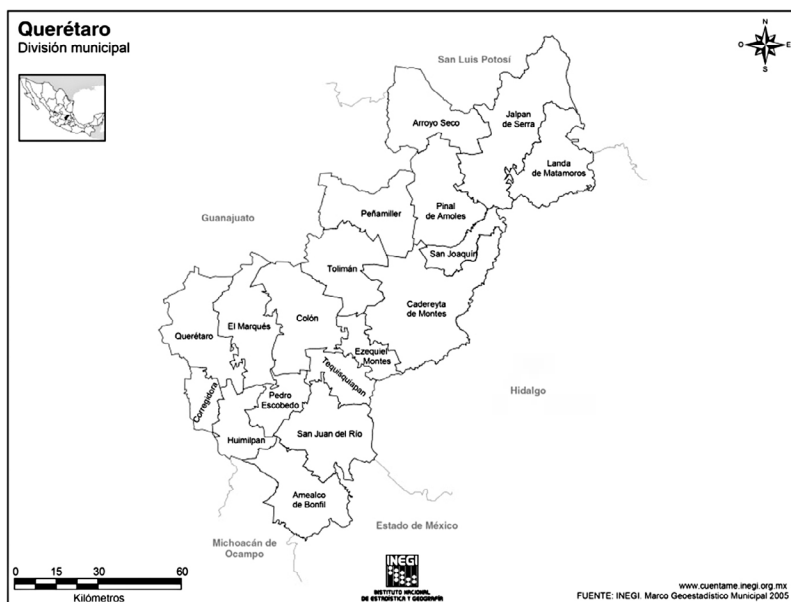 Querétaro
División municipal
N
O
E
S
San Luis Potosí
Arroyo Seco
Jalpan
de Serra
Landa
de Matamoros
Guanajuato
Peñamiller
Pinal
de Amoles
San Joaquín
Tolimán
Cadereyta
de Montes
Querétaro
El Marqués
Colón
Ezequiel
Montes
Tequisquiapan
Corregidora
Pedro
Escobedo
Hidalgo
Huimilpan
San Juan del Río
Amealco
de Bonfil
Estado de México
Michoacán de
Ocampo
0 15 30 60
Kilómetros
INEGI
INSTITUTO NACIONAL
DE ESTADÍSTICA Y GEOGRAFÍA
www.cuentame.inegi.org.mx
FUENTE: INEGI. Marco Geoestadístico Municipal 2005